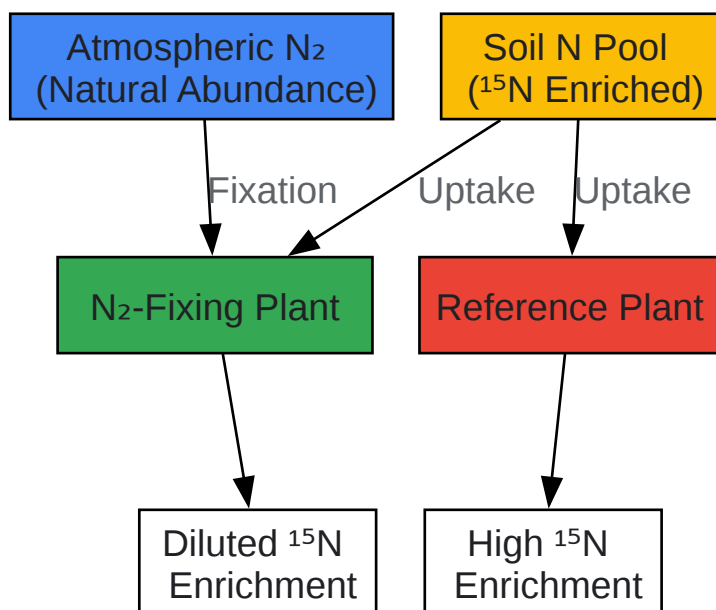 Atmospheric N₂
(Natural Abundance)
Soil N Pool
(¹⁵N Enriched)
Fixation
Uptake
Uptake
N₂-Fixing Plant
Reference Plant
Diluted ¹⁵N
Enrichment
High ¹⁵N
Enrichment